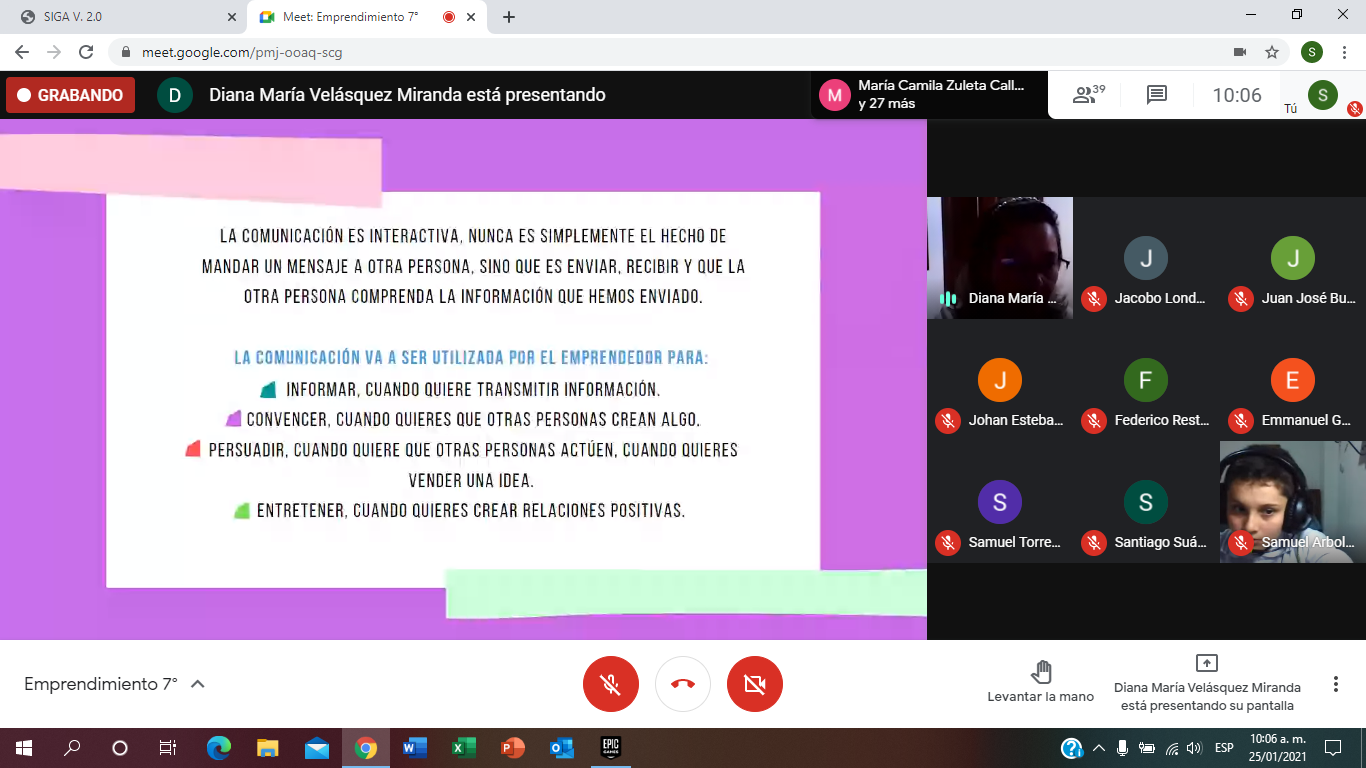 SIGA V. 2.0
Meet: Emprendimiento 7°
meet.google.com/pmj-ooaq-scg
S
GRABANDO
D
Diana María Velásquez Miranda está presentando
M
María Camila Zuleta Call...
y 27 más
39
10:06
Tú
S
LA COMUNICACIÓN ES INTERACTIVA, NUNCA ES SIMPLEMENTE EL HECHO DE
MANDAR UN MENSAJE A OTRA PERSONA, SINO QUE ES ENVIAR, RECIBIR Y QUE LA
OTRA PERSONA COMPRENDA LA INFORMACIÓN QUE HEMOS ENVIADO.
LA COMUNICACIÓN VA A SER UTILIZADA POR EL EMPRENDEDOR PARA:
INFORMAR, CUANDO QUIERE TRANSMITIR INFORMACIÓN.
CONVENCER, CUANDO QUIERES QUE OTRAS PERSONAS CREAN ALGO.
PERSUADIR, CUANDO QUIERE QUE OTRAS PERSONAS ACTÚEN, CUANDO QUIERES
VENDER UNA IDEA.
ENTRETENER, CUANDO QUIERES CREAR RELACIONES POSITIVAS.
Diana María ...
J
Jacobo Lond...
J
Juan José Bu...
J
Johan Esteba...
F
Federico Rest...
E
Emmanuel G...
S
Samuel Torre...
S
Santiago Suá...
Samuel Arbol...
Emprendimiento 7°
Levantar la mano
Diana María Velásquez Miranda
está presentando su pantalla
EPIC
GAMES
ESP
10:06 a. m.
25/01/2021